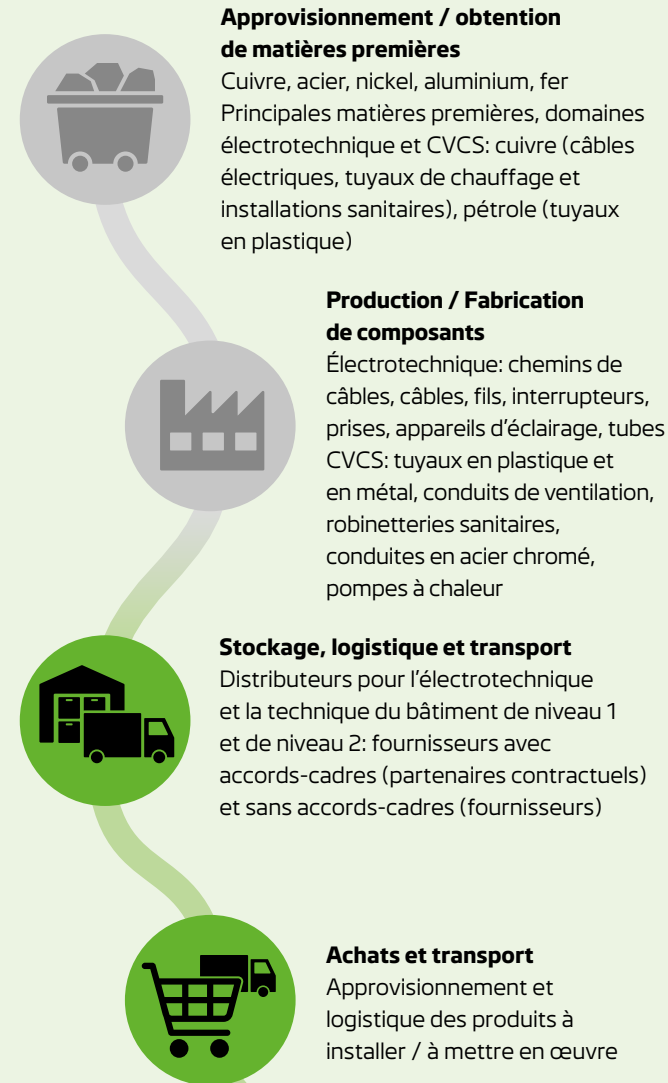 Approvisionnement / obtention
de matières premières
Cuivre, acier, nickel, aluminium, fer
Principales matières premières, domaines
électrotechnique et CVCS: cuivre (câbles
électriques, tuyaux de chauffage et
installations sanitaires), pétrole (tuyaux
en plastique)
Production / Fabrication
de composants
Électrotechnique: chemins de
câbles, câbles, fils, interrupteurs,
prises, appareils d’éclairage, tubes
CVCS: tuyaux en plastique et
en métal, conduits de ventilation,
robinetteries sanitaires,
conduites en acier chromé,
pompes à chaleur
Stockage, logistique et transport
Distributeurs pour l’électrotechnique
et la technique du bâtiment de niveau 1
et de niveau 2: fournisseurs avec
accords-cadres (partenaires contractuels)
et sans accords-cadres (fournisseurs)
Achats et transport
Approvisionnement et
logistique des produits à
installer / à mettre en œuvre